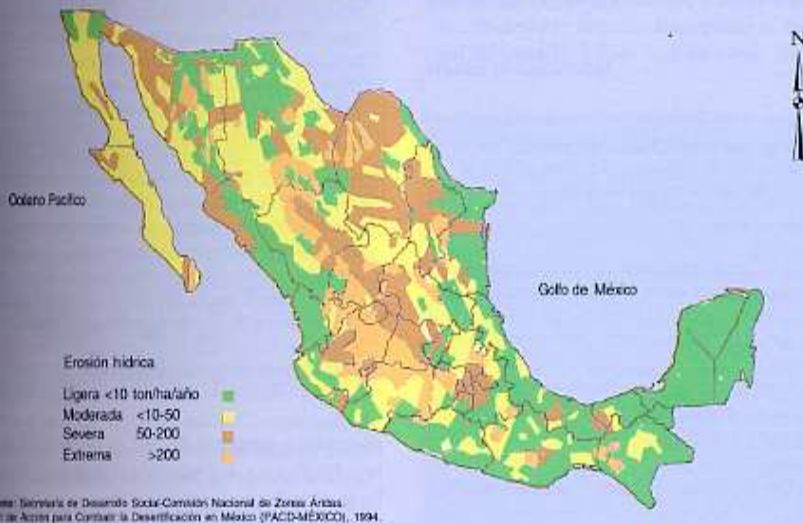 N
Océano Pacífico
Golfo de México
Erosión hídrica
Ligera <10 ton/ha/año
Moderada <10-50
Severa 50-200
Extrema >200
Secretaría de Desarrollo Social-Comisión Nacional de Zonas Áridas.
de Acción para Combatir la Desertificación en México (PACD-MÉXICO), 1994.